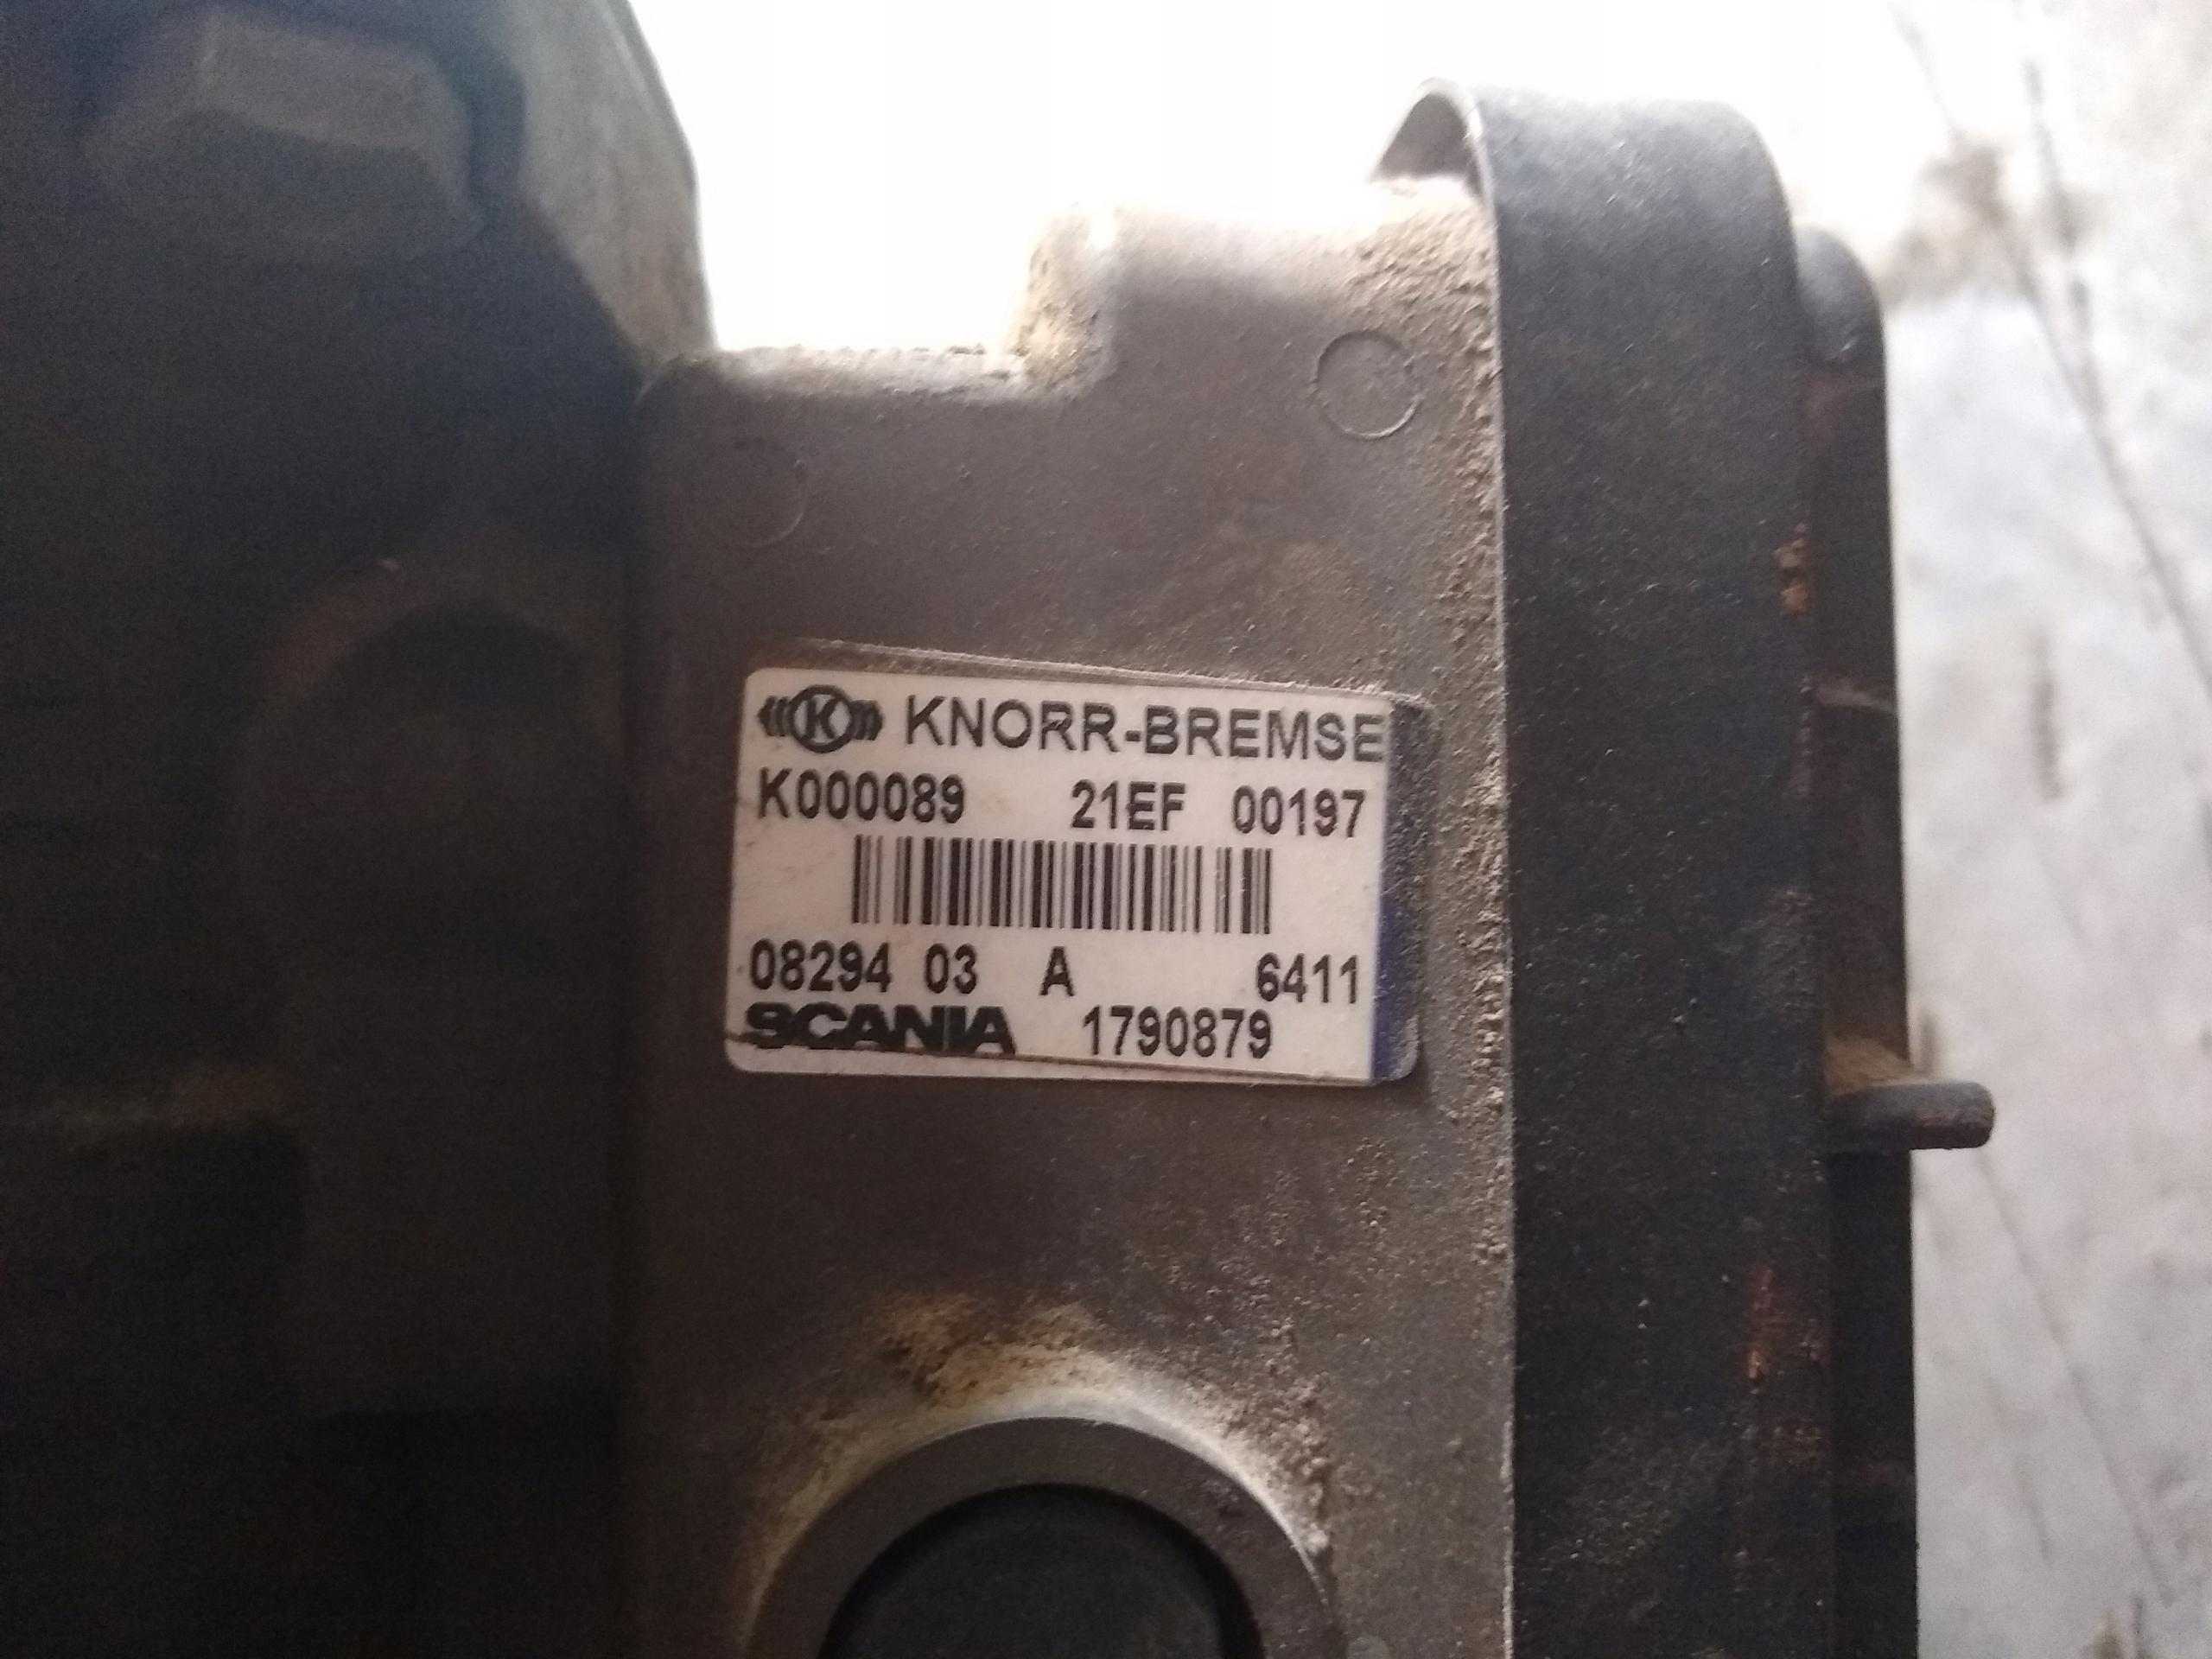 K KNORR-BREMSE
K000089 21EF 00197
08294 03 A 6411
SCANIA 1790879